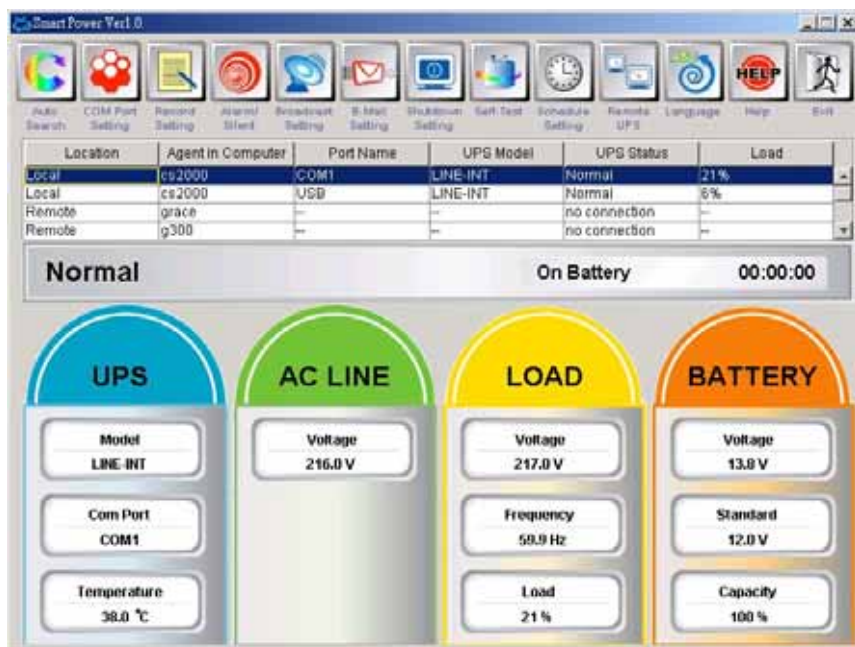 Smart Power Ver1.0.
HELP
Auto Search
COM Port Setting
Record Setting
Alarm/ Silent
Broadcast Setting
E-Mail Setting
Shutdown Setting
Self Test
Schedule Setting
Remote UPS
Language
Help
Exit
Location Agent in Computer Port Name UPS Model UPS Status Load
Local cs2000 COM1 LINE-INT Normal 21%
Local cs2000 USB LINE-INT Normal 6%
Remote grace -- -- no connection --
Remote g300 -- -- no connection --
Normal On Battery 00:00:00
UPS
Model
LINE-INT
Com Port
COM1
Temperature
38.0 ℃
AC LINE
Voltage
216.0 V
LOAD
Voltage
217.0 V
Frequency
59.9 Hz
Load
21 %
BATTERY
Voltage
13.8 V
Standard
12.0 V
Capacity
100 %